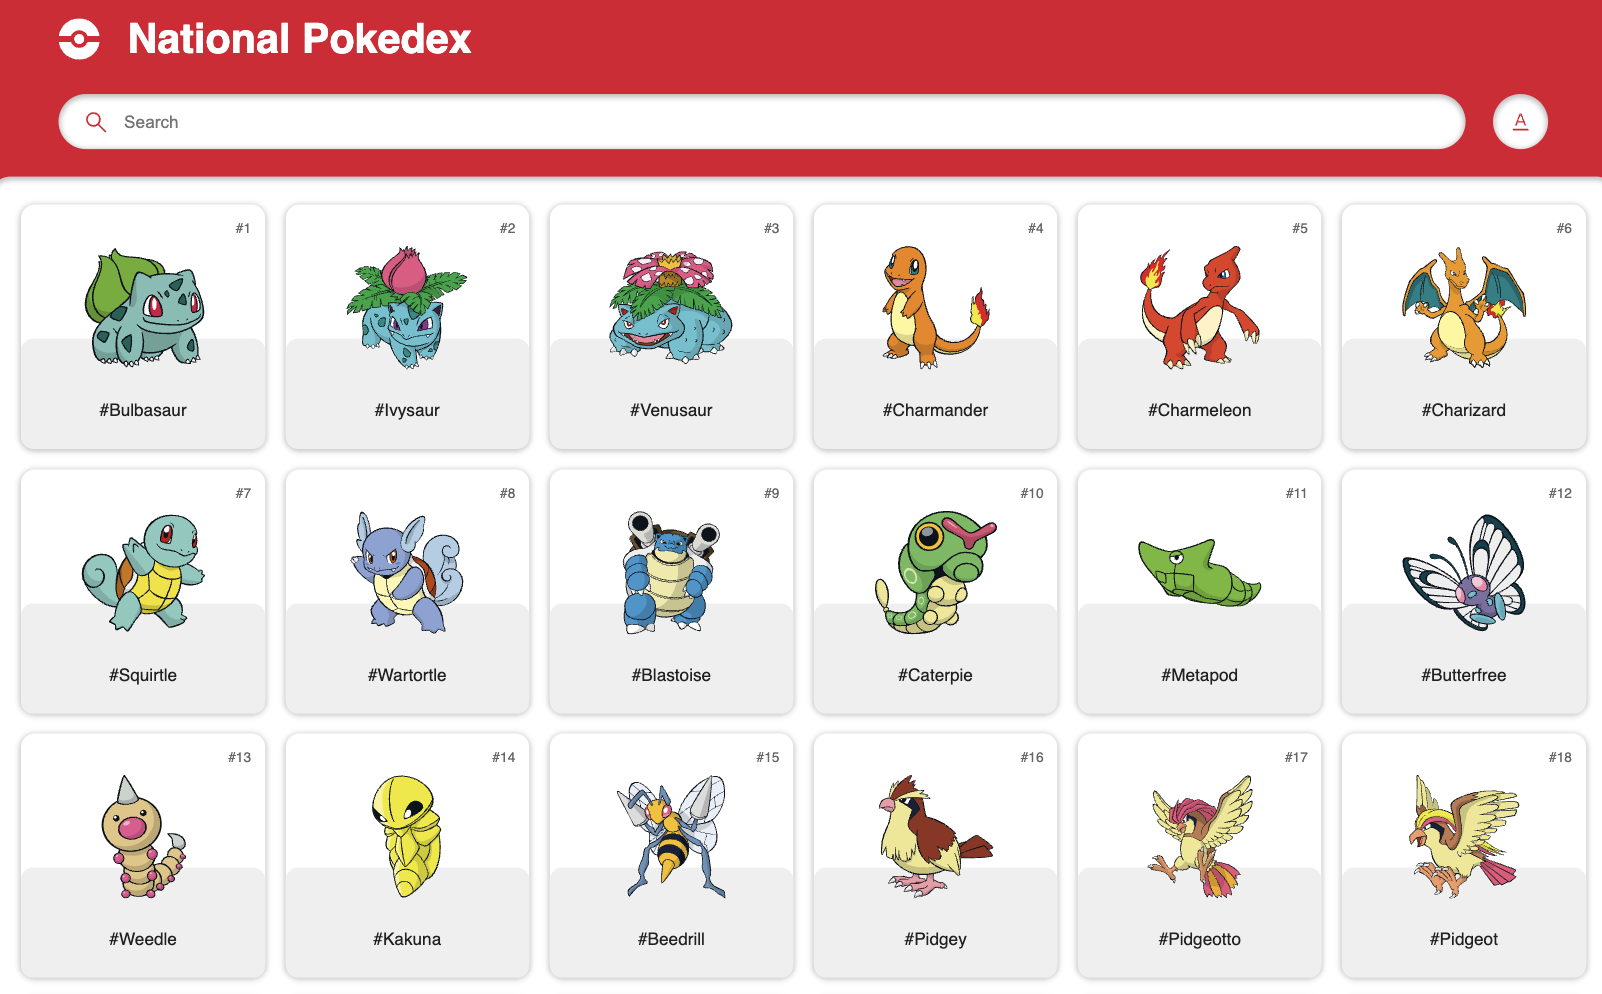 National Pokedex
Search
A
#1 #2 #3 #4 #5 #6
#Bulbasaur #Ivysaur #Venusaur #Charmander #Charmeleon #Charizard
#7 #8 #9 #10 #11 #12
#Squirtle #Wartortle #Blastoise #Caterpie #Metapod #Butterfree
#13 #14 #15 #16 #17 #18
#Weedle #Kakuna #Beedrill #Pidgey #Pidgeotto #Pidgeot